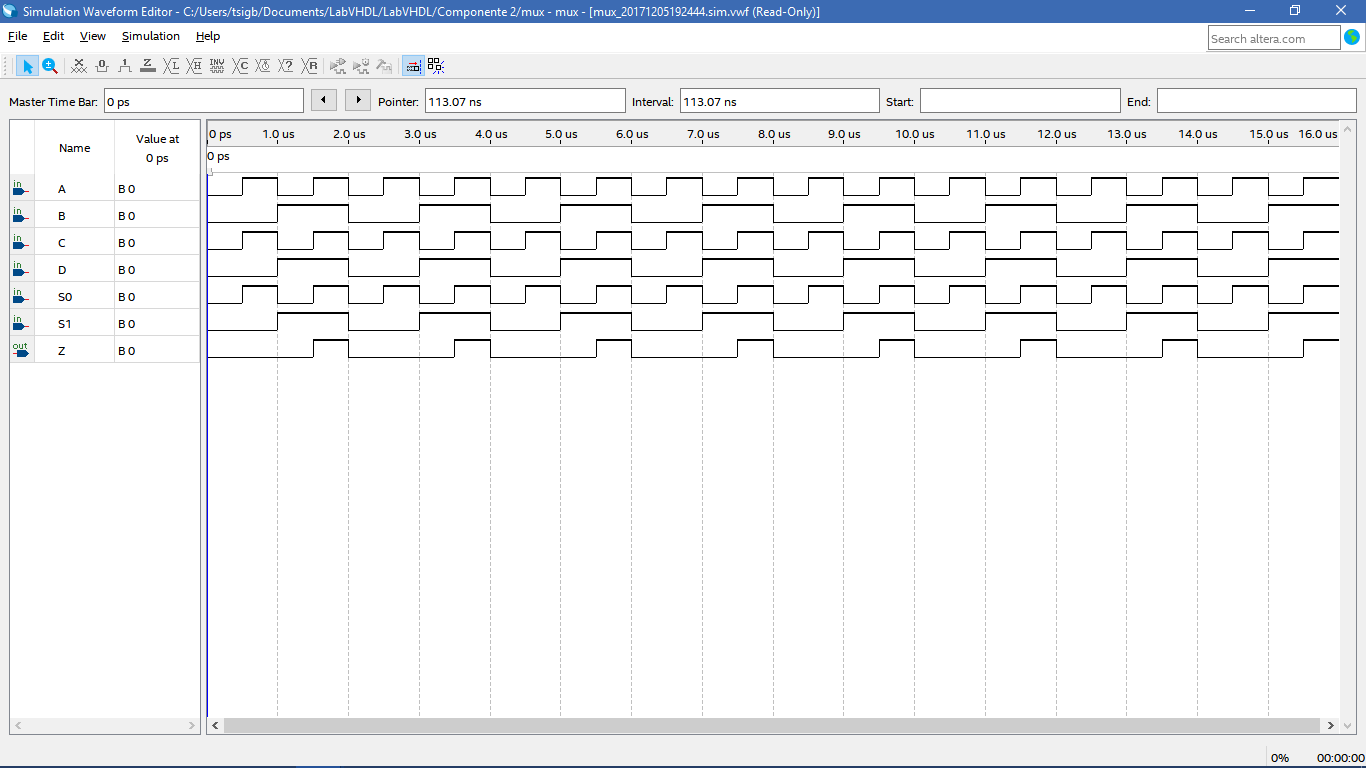 Simulation Waveform Editor - C:/Users/tsigb/Documents/LabVHDL/LabVHDL/Componente 2/mux - mux - [mux_20171205192444.sim.vwf (Read-Only)]
File Edit View Simulation Help
Search altera.com
Master Time Bar: 0 ps Pointer: 113.07 ns Interval: 113.07 ns Start: End:
Name Value at 0 ps
0 ps 1.0 us 2.0 us 3.0 us 4.0 us 5.0 us 6.0 us 7.0 us 8.0 us 9.0 us 10.0 us 11.0 us 12.0 us 13.0 us 14.0 us 15.0 us 16.0 us
0 ps
in A B 0
in B B 0
in C B 0
in D B 0
in S0 B 0
in S1 B 0
out Z B 0
0% 00:00:00